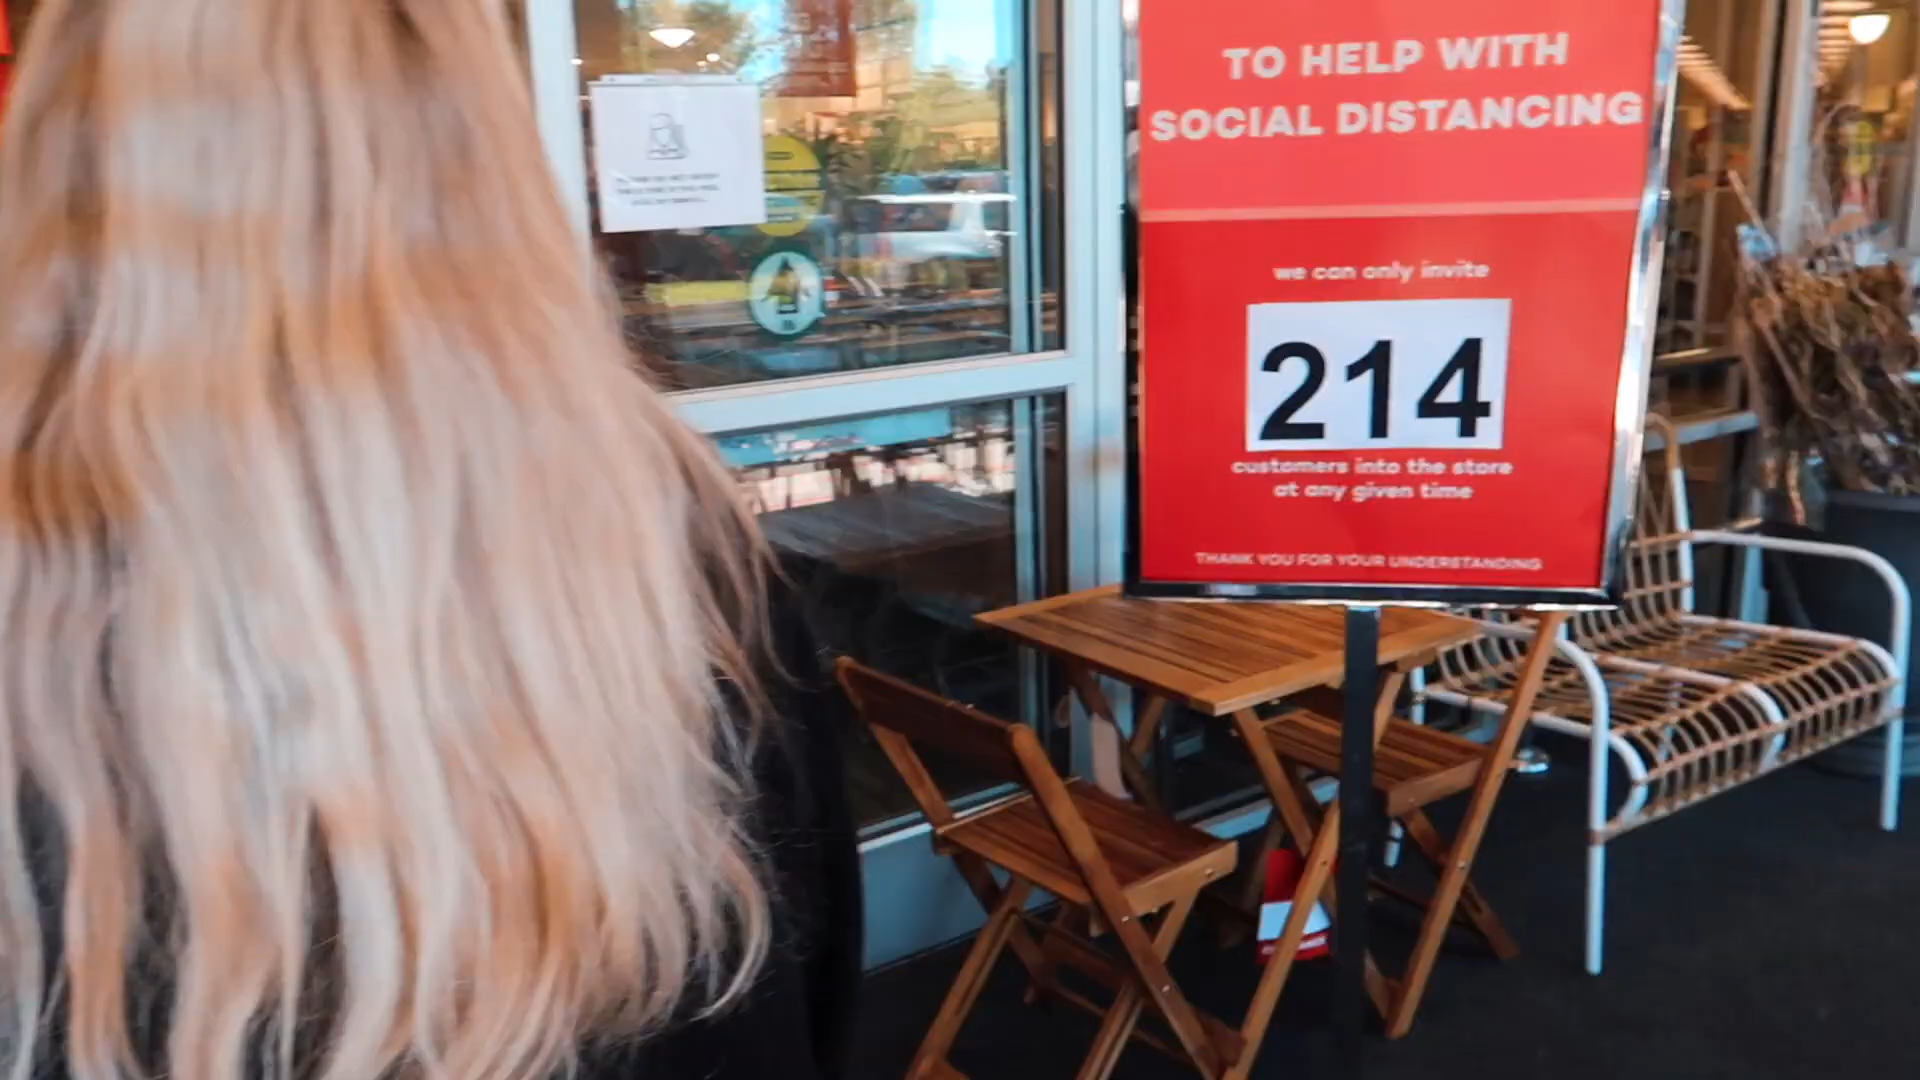 TO HELP WITH
SOCIAL DISTANCING
we can only invite
214
customers into the store
at any given time
THANK YOU FOR YOUR UNDERSTANDING